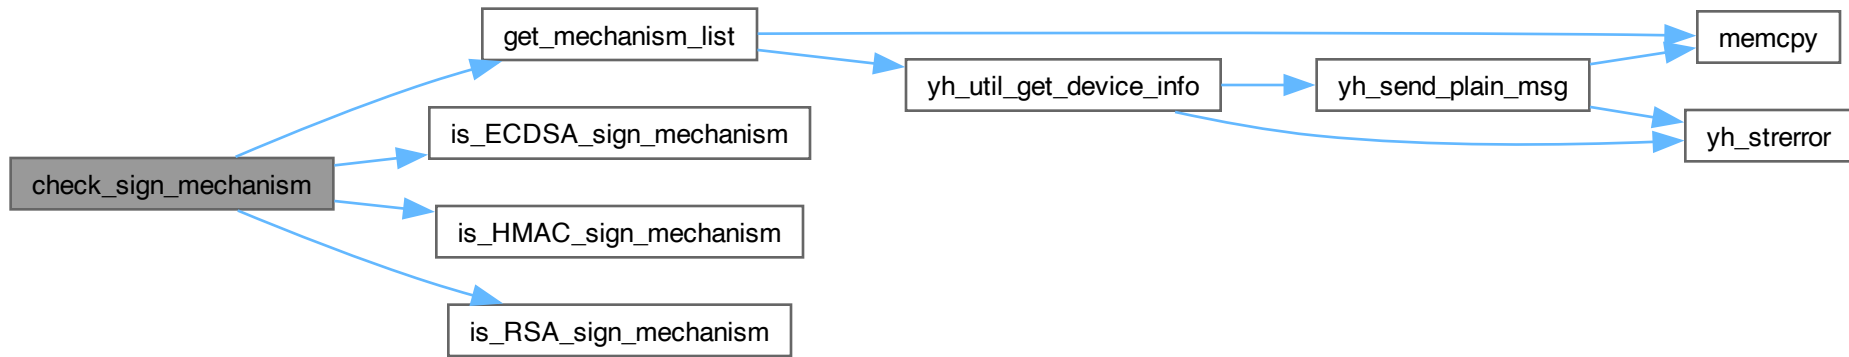 check_sign_mechanism
get_mechanism_list
is_ECDSA_sign_mechanism
is_HMAC_sign_mechanism
is_RSA_sign_mechanism
yh_util_get_device_info
yh_send_plain_msg
memcpy
yh_strerror